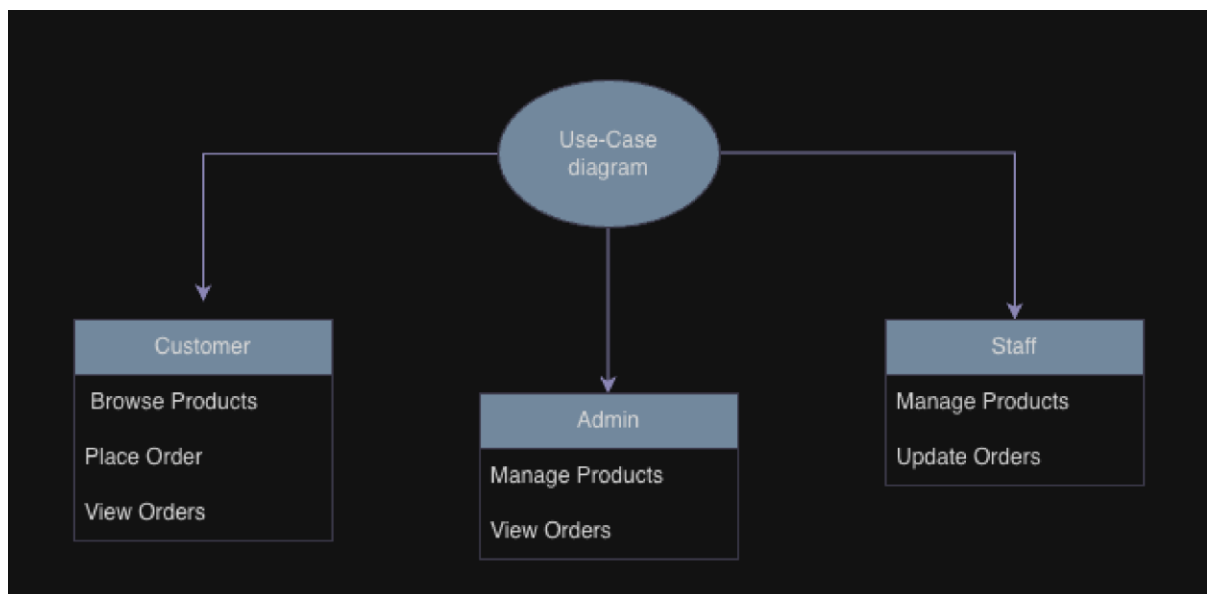 Use-Case
diagram
Customer
Browse Products
Place Order
View Orders
Admin
Manage Products
View Orders
Staff
Manage Products
Update Orders